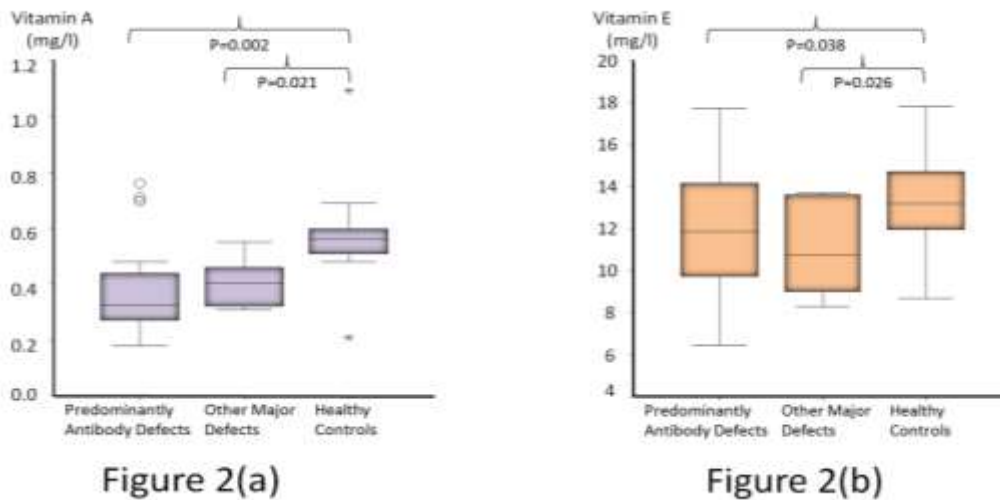 Vitamin A
(mg/l)
P=0.002
P=0.021
1.2
1.0
0.8
0.6
0.4
0.2
0.0
Predominantly
Antibody Defects
Other Major
Defects
Healthy
Controls
Figure 2(a)
Vitamin E
(mg/l)
P=0.038
P=0.026
20
18
16
14
12
10
8
6
4
Predominantly
Antibody Defects
Other Major
Defects
Healthy
Controls
Figure 2(b)